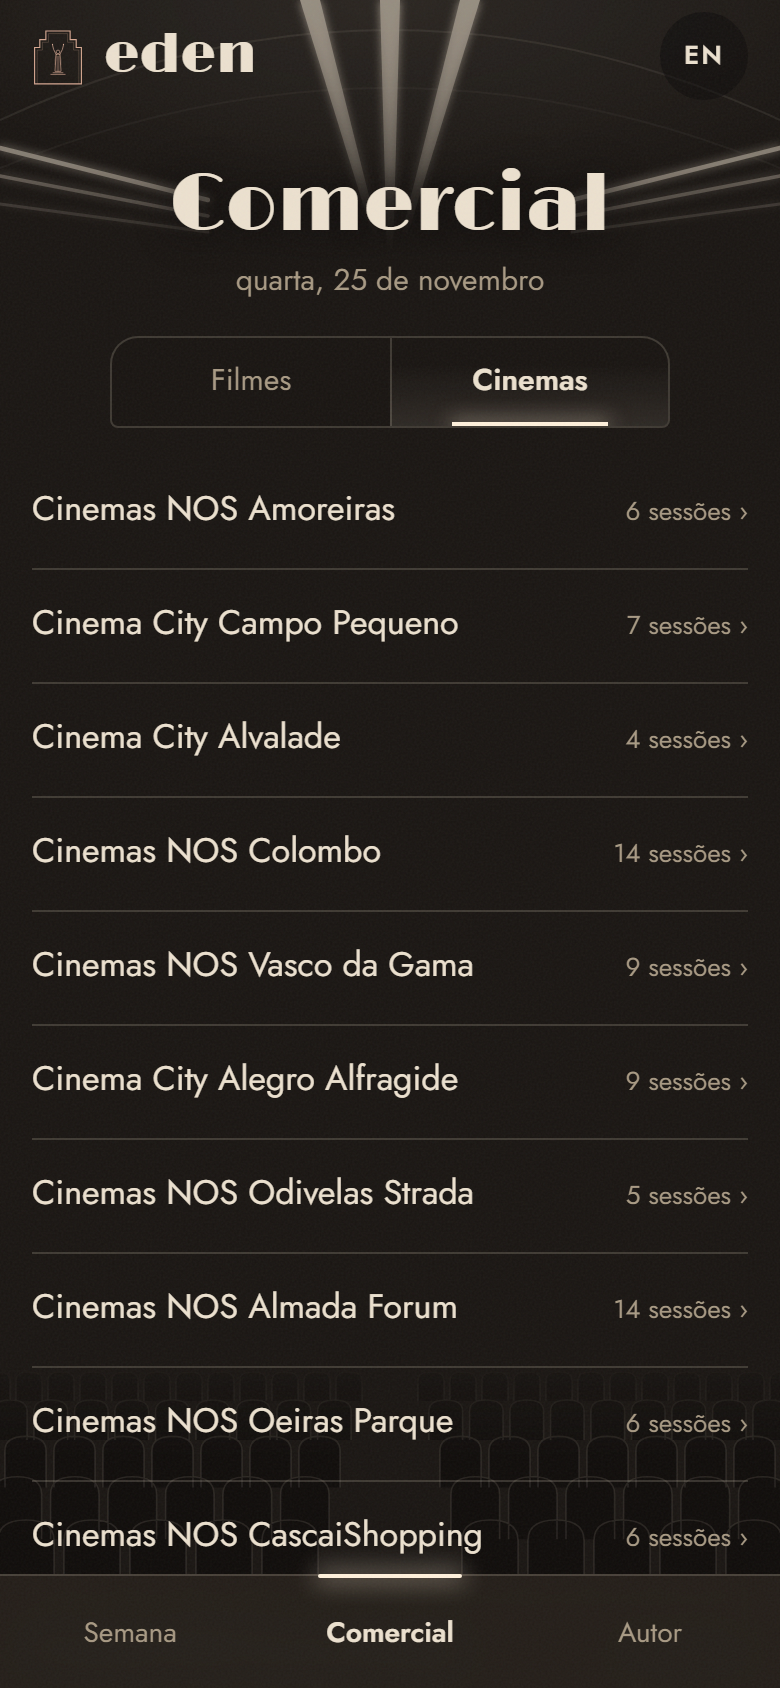 eden
EN
Comercial
quarta, 25 de novembro
Filmes
Cinemas
Cinemas NOS Amoreiras 6 sessões ›
Cinema City Campo Pequeno 7 sessões ›
Cinema City Alvalade 4 sessões ›
Cinemas NOS Colombo 14 sessões ›
Cinemas NOS Vasco da Gama 9 sessões ›
Cinema City Alegro Alfragide 9 sessões ›
Cinemas NOS Odivelas Strada 5 sessões ›
Cinemas NOS Almada Forum 14 sessões ›
Cinemas NOS Oeiras Parque 6 sessões ›
Cinemas NOS CascaiShopping 6 sessões ›
Semana
Comercial
Autor